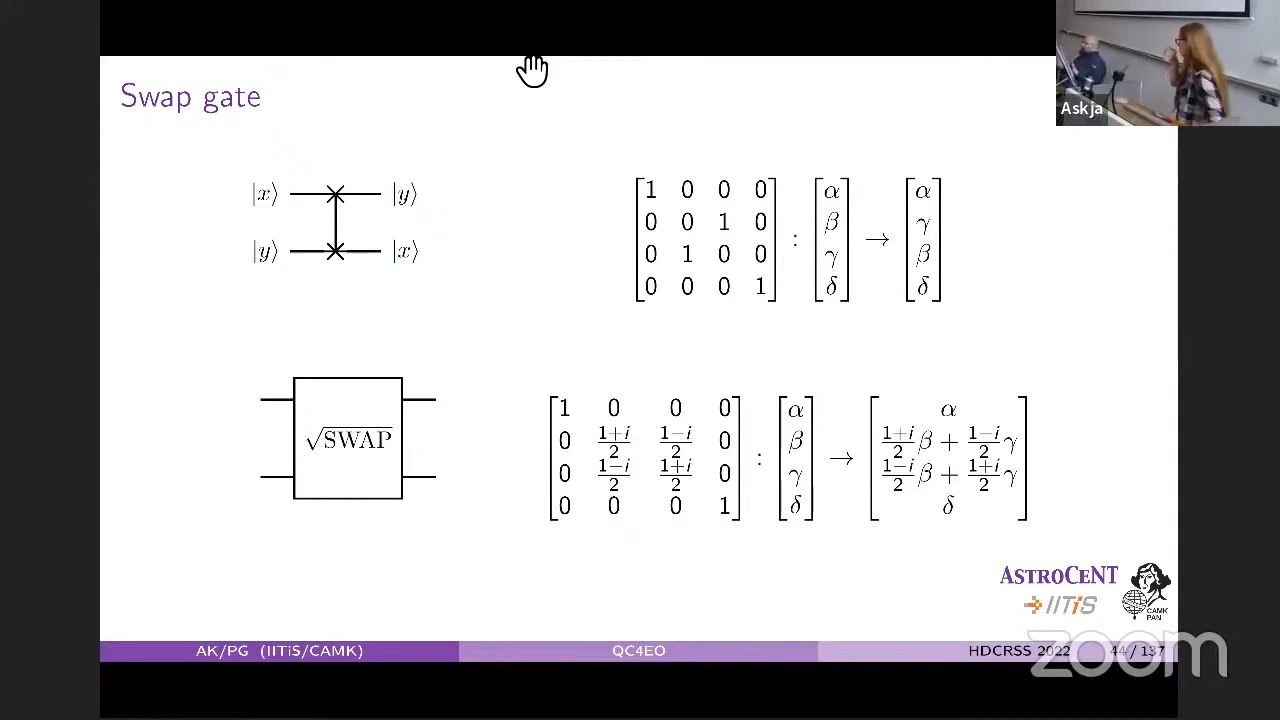 Swap gate
Askja
|x⟩ |y⟩
|y⟩ |x⟩
[1 0 0 0; 0 0 1 0; 0 1 0 0; 0 0 0 1] : [α; β; γ; δ] → [α; γ; β; δ]
√SWAP
[1 0 0 0; 0 (1+i)/2 (1−i)/2 0; 0 (1−i)/2 (1+i)/2 0; 0 0 0 1] : [α; β; γ; δ] → [α; (1+i)/2 β + (1−i)/2 γ; (1−i)/2 β + (1+i)/2 γ; δ]
ASTROCENT
IITiS
CAMK
PAN
AK/PG (IITiS/CAMK) QC4EO HDCRSS 2022 44 / 137
zoom